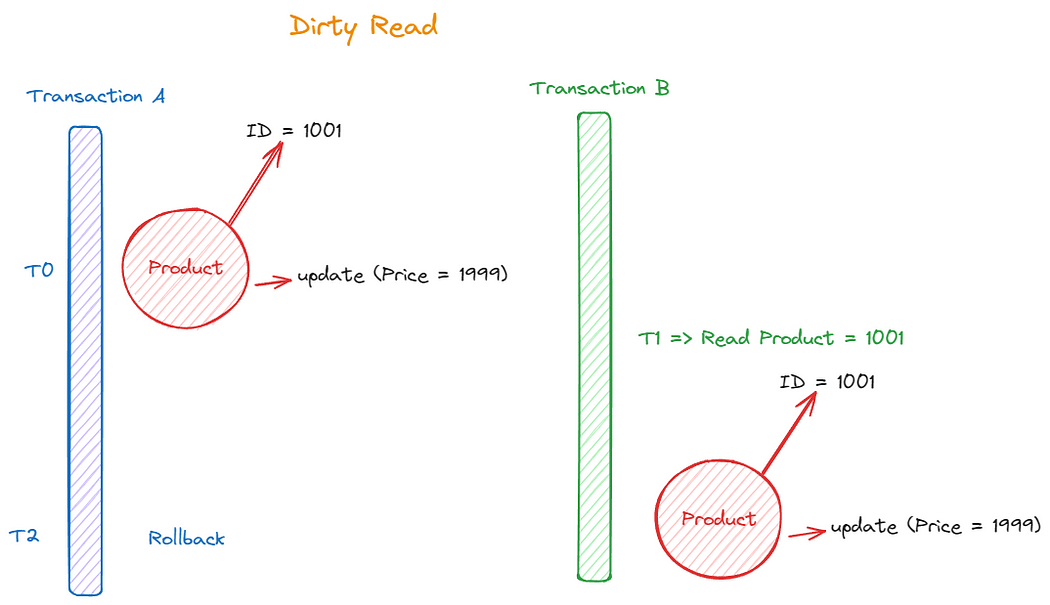 Dirty Read
Transaction A
ID = 1001
Product
T0
update (Price = 1999)
T2
Rollback
Transaction B
T1 => Read Product = 1001
ID = 1001
Product
update (Price = 1999)